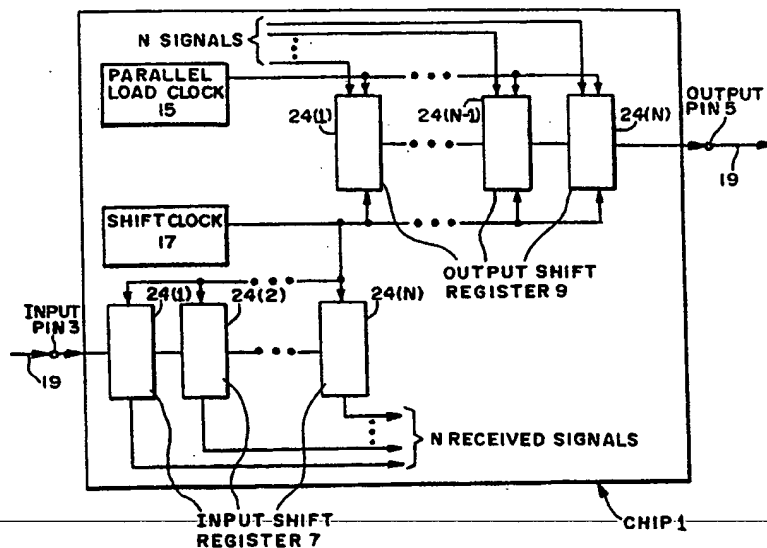 N SIGNALS
PARALLEL
LOAD CLOCK
15
24(1)
24(N-1)
24(N)
OUTPUT
PIN 5
19
SHIFT CLOCK
17
OUTPUT SHIFT
REGISTER 9
24(1)
24(2)
24(N)
INPUT
PIN 3
19
N RECEIVED SIGNALS
INPUT SHIFT
REGISTER 7
CHIP 1